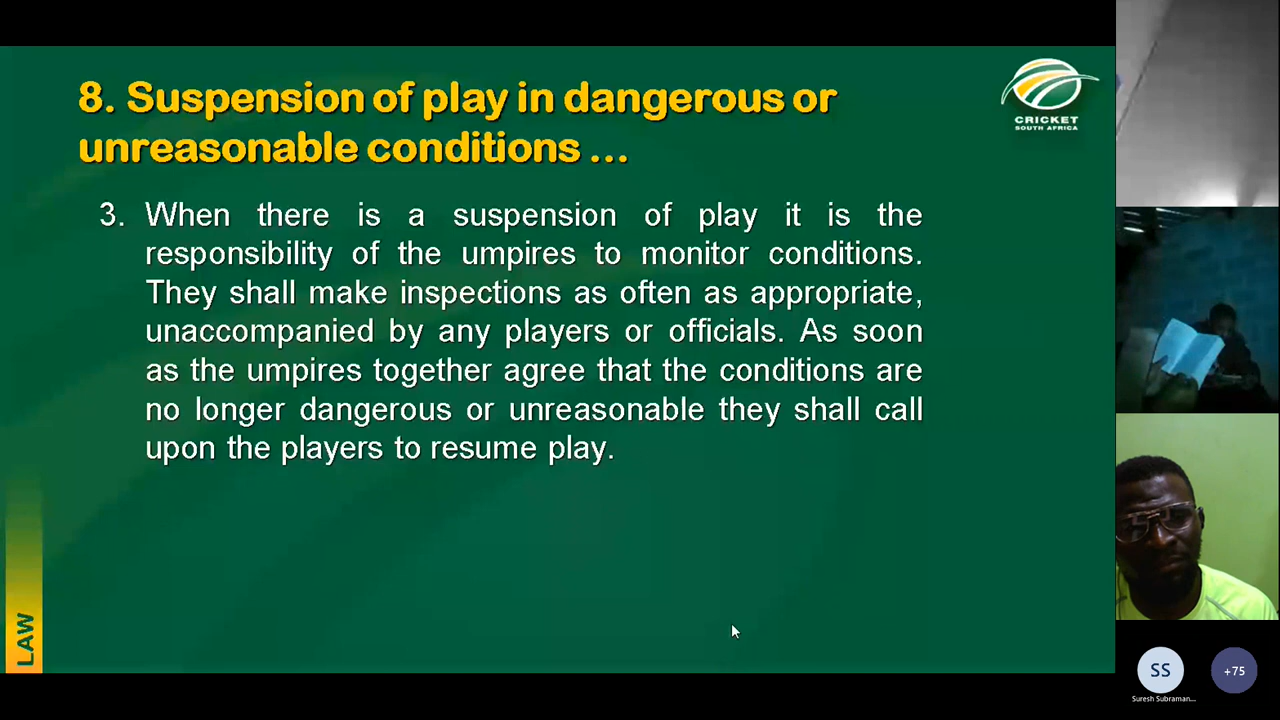 8. Suspension of play in dangerous or
unreasonable conditions ...
CRICKET
SOUTH AFRICA
3. When there is a suspension of play it is the
responsibility of the umpires to monitor conditions.
They shall make inspections as often as appropriate,
unaccompanied by any players or officials. As soon
as the umpires together agree that the conditions are
no longer dangerous or unreasonable they shall call
upon the players to resume play.
LAW
SS
+75
Suresh Subraman...